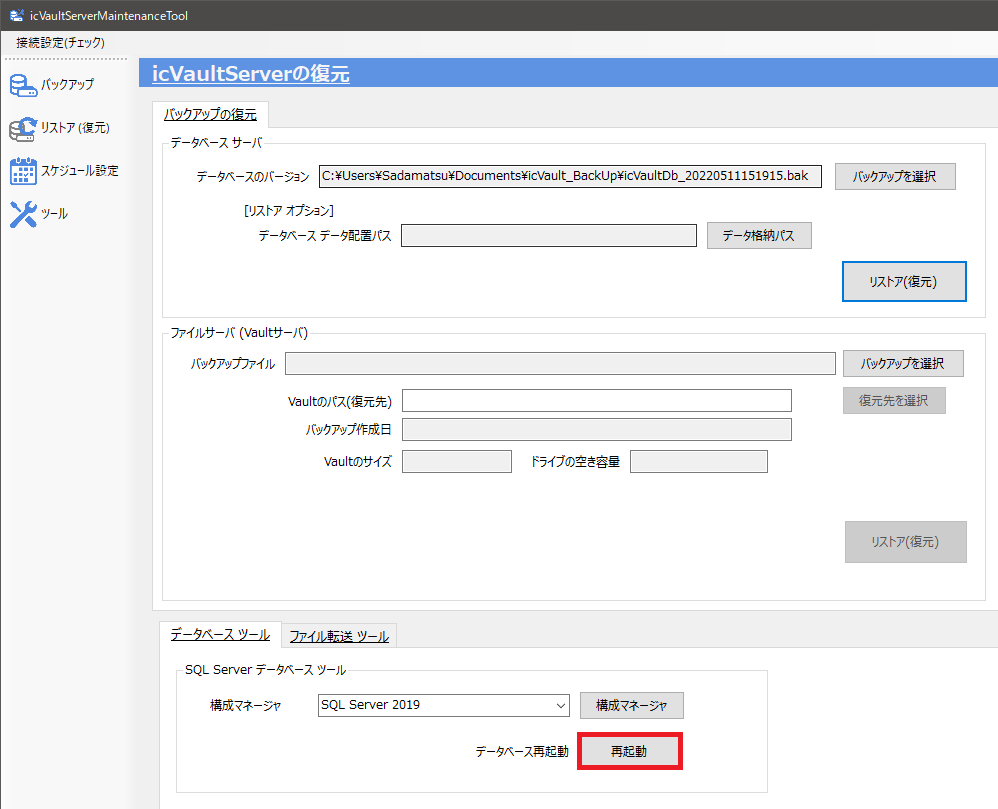 icVaultServerMaintenanceTool
接続設定(チェック)
バックアップ
リストア (復元)
スケジュール設定
ツール
icVaultServerの復元
バックアップの復元
データベース サーバ
データベースのバージョン C:¥Users¥Sadamatsu¥Documents¥icVault_BackUp¥icVaultDb_20220511151915.bak バックアップを選択
[リストア オプション]
データベース データ配置パス データ格納パス
リストア(復元)
ファイルサーバ (Vaultサーバ)
バックアップファイル バックアップを選択
Vaultのパス(復元先) 復元先を選択
バックアップ作成日
Vaultのサイズ ドライブの空き容量
リストア(復元)
データベース ツール ファイル転送 ツール
SQL Server データベース ツール
構成マネージャ SQL Server 2019 構成マネージャ
データベース再起動 再起動